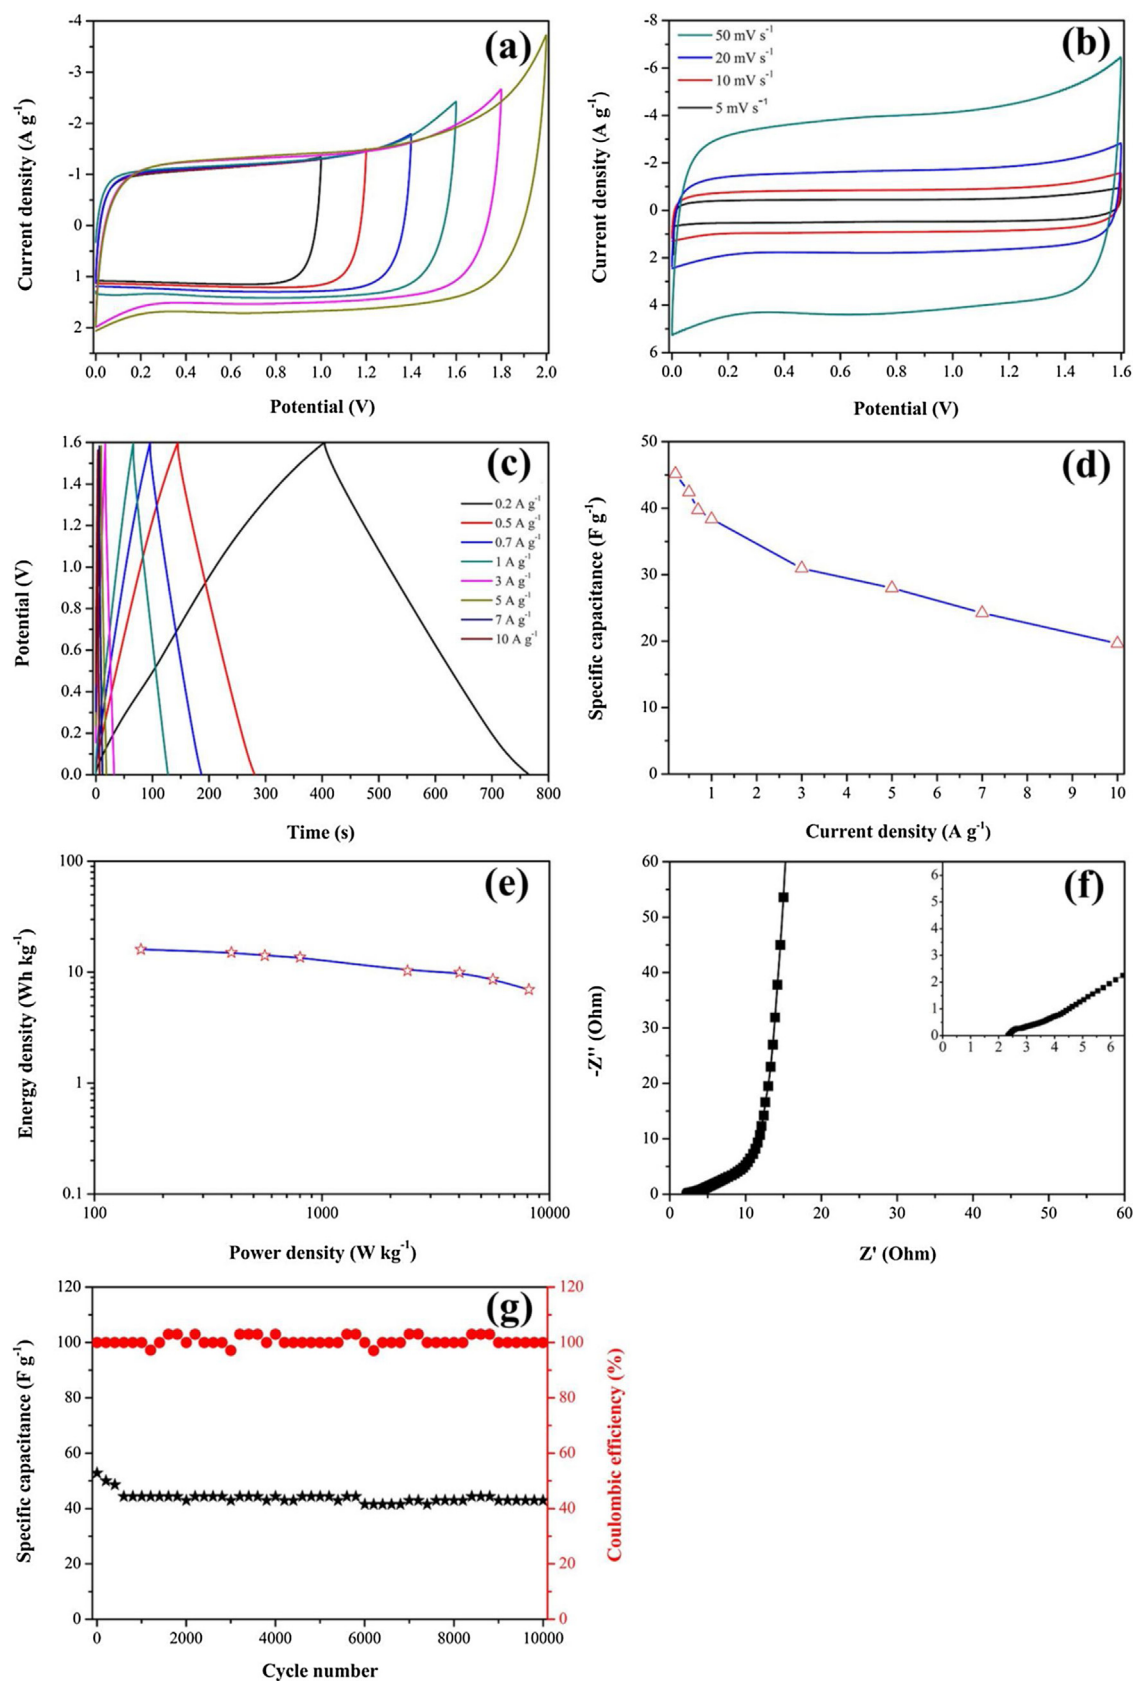 (a)
-4
-3
-2
-1
0
1
2
Current density (A g⁻¹)
0.0 0.2 0.4 0.6 0.8 1.0 1.2 1.4 1.6 1.8 2.0
Potential (V)
(b)
50 mV s⁻¹
20 mV s⁻¹
10 mV s⁻¹
5 mV s⁻¹
-8
-6
-4
-2
0
2
4
6
Current density (A g⁻¹)
0.0 0.2 0.4 0.6 0.8 1.0 1.2 1.4 1.6
Potential (V)
(c)
0.2 A g⁻¹
0.5 A g⁻¹
0.7 A g⁻¹
1 A g⁻¹
3 A g⁻¹
5 A g⁻¹
7 A g⁻¹
10 A g⁻¹
1.6
1.4
1.2
1.0
0.8
0.6
0.4
0.2
0.0
Potential (V)
0 100 200 300 400 500 600 700 800
Time (s)
(d)
50
40
30
20
10
0
Specific capacitance (F g⁻¹)
1 2 3 4 5 6 7 8 9 10
Current density (A g⁻¹)
(e)
100
10
1
0.1
Energy density (Wh kg⁻¹)
100 1000 10000
Power density (W kg⁻¹)
(f)
60
50
40
30
20
10
0
-Z'' (Ohm)
0 10 20 30 40 50 60
Z' (Ohm)
6
5
4
3
2
1
0
0 1 2 3 4 5 6
(g)
120
100
80
60
40
20
0
Specific capacitance (F g⁻¹)
0 2000 4000 6000 8000 10000
Cycle number
120
100
80
60
40
20
0
Coulombic efficiency (%)